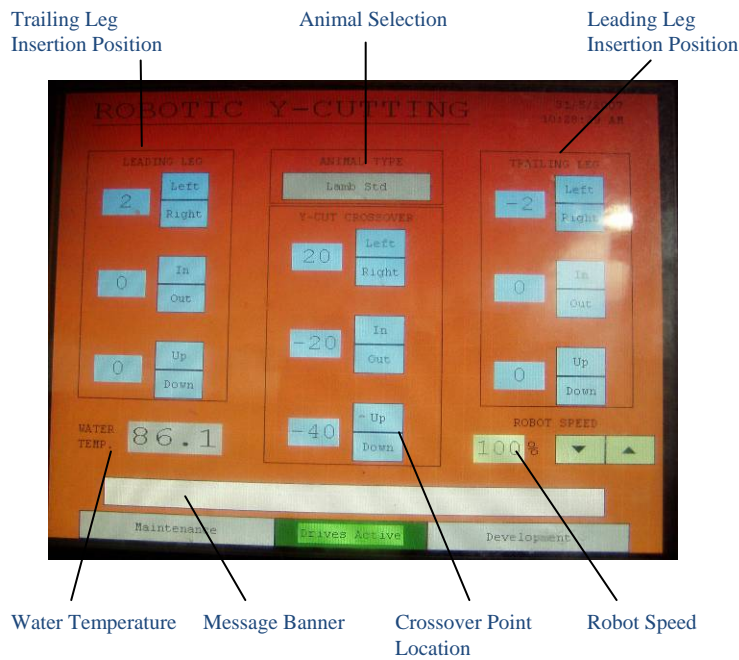 Trailing Leg
Insertion Position
Animal Selection
Leading Leg
Insertion Position
ROBOTIC Y-CUTTING
LEADING LEG
2
Left
Right
0
In
Out
0
Up
Down
ANIMAL TYPE
Lamb Std
Y-CUT CROSSOVER
20
Left
Right
-20
In
Out
-40
Up
Down
TRAILING LEG
-2
Left
Right
0
In
Out
0
Up
Down
WATER
TEMP.
86.1
ROBOT SPEED
100%
Maintenance
Drives Active
Development
Water Temperature
Message Banner
Crossover Point
Location
Robot Speed